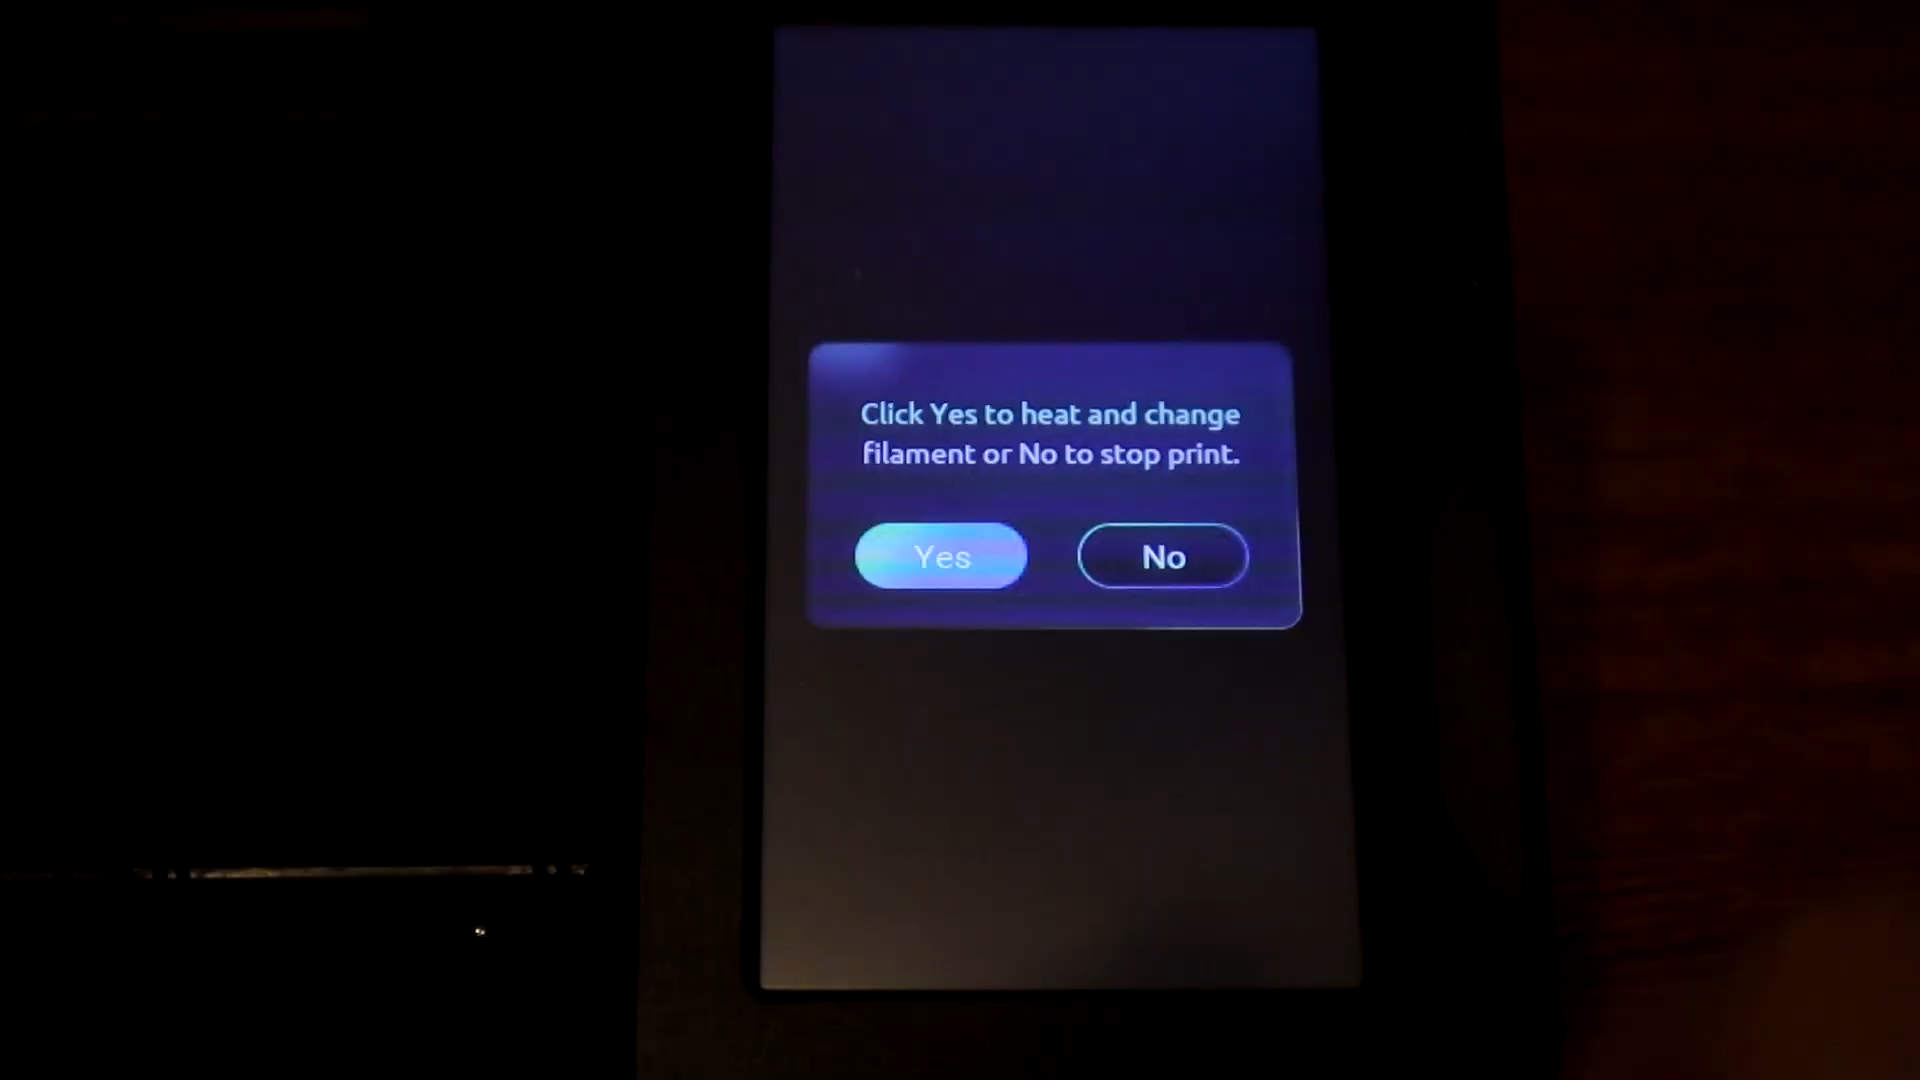 Click Yes to heat and change
filament or No to stop print.
Yes
No